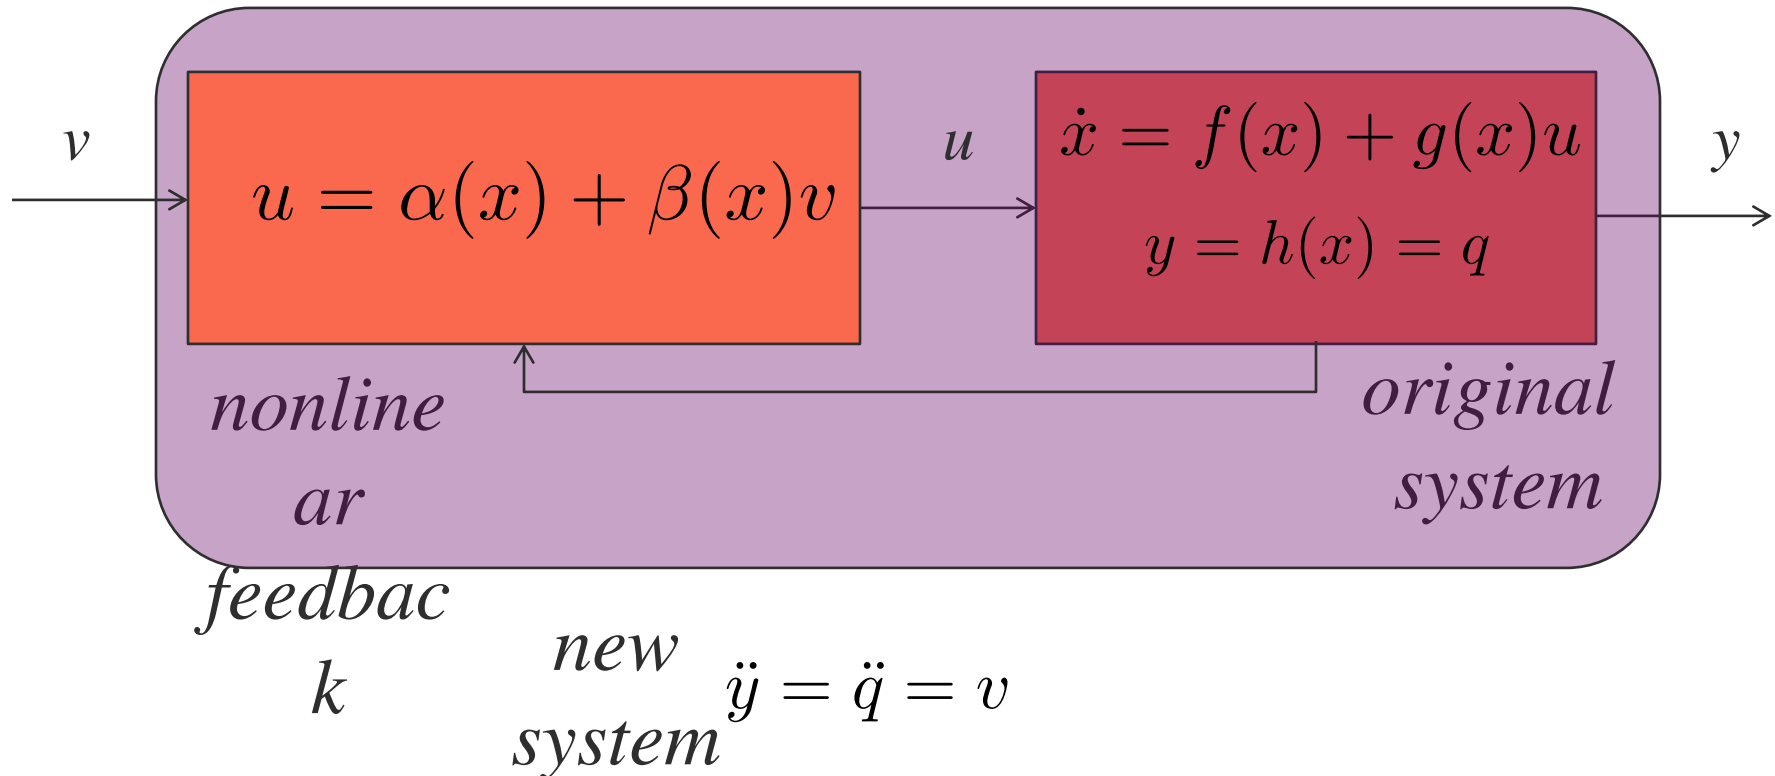 v
u = α(x) + β(x)v
u
ẋ = f(x) + g(x)u
y = h(x) = q
y
nonline
ar
feedbac
k
original
system
new
system
ÿ = q̈ = v